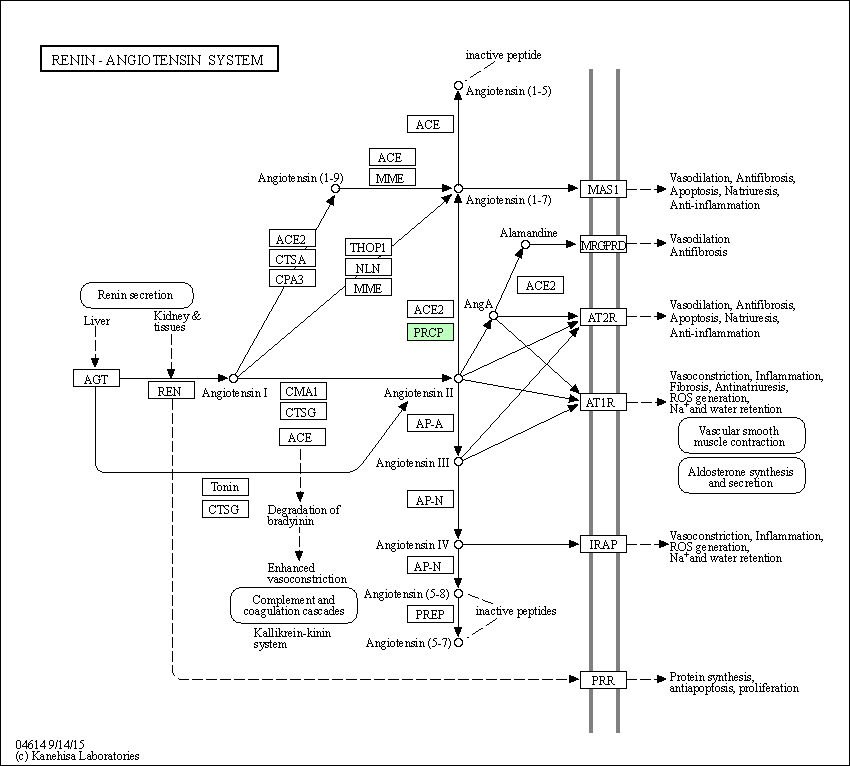 RENIN - ANGIOTENSIN SYSTEM
inactive peptide
Angiotensin (1-5)
ACE
ACE
MME
Angiotensin (1-9)
Angiotensin (1-7)
MAS1
Vasodilation, Antifibrosis,
Apoptosis, Natriuresis,
Anti-inflammation
ACE2
CTSA
CPA3
THOP1
NLN
MME
Alamandine
MRGPRD
Vasodilation
Antifibrosis
ACE2
Renin secretion
Liver
Kidney &
tissues
ACE2
PRCP
AngA
AT2R
Vasodilation, Antifibrosis,
Apoptosis, Natriuresis,
Anti-inflammation
AGT
REN
Angiotensin I
CMA1
CTSG
ACE
Angiotensin II
AT1R
Vasoconstriction, Inflammation,
Fibrosis, Antinatriuresis,
ROS generation,
Na+ and water retention
Vascular smooth
muscle contraction
Aldosterone synthesis
and secretion
AP-A
Angiotensin III
Tonin
CTSG
Degradation of
bradyinin
AP-N
Angiotensin IV
IRAP
Vasoconstriction, Inflammation,
ROS generation,
Na+ and water retention
Enhanced
vasoconstriction
AP-N
Complement and
coagulation cascades
Angiotensin (5-8)
inactive peptides
PREP
Kallikrein-kinin
system
Angiotensin (5-7)
PRR
Protein synthesis,
antiapoptosis, proliferation
04614 9/14/15
(c) Kanehisa Laboratories